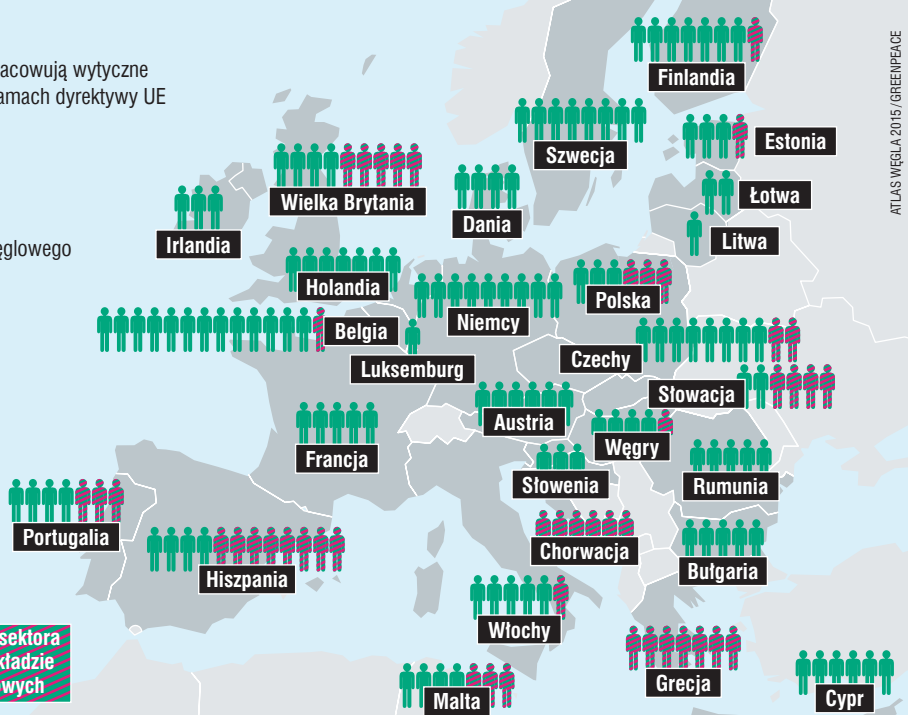 acowują wytyczne
amach dyrektywy UE
ęglowego
ATLAS WĘGLA 2015 / GREENPEACE
Finlandia
Szwecja
Estonia
Łotwa
Litwa
Wielka Brytania
Irlandia
Dania
Holandia
Niemcy
Polska
Belgia
Luksemburg
Czechy
Słowacja
Austria
Węgry
Francja
Słowenia
Rumunia
Portugalia
Hiszpania
Chorwacja
Bułgaria
Włochy
Grecja
Malta
Cypr
sektora
kładzie
owych